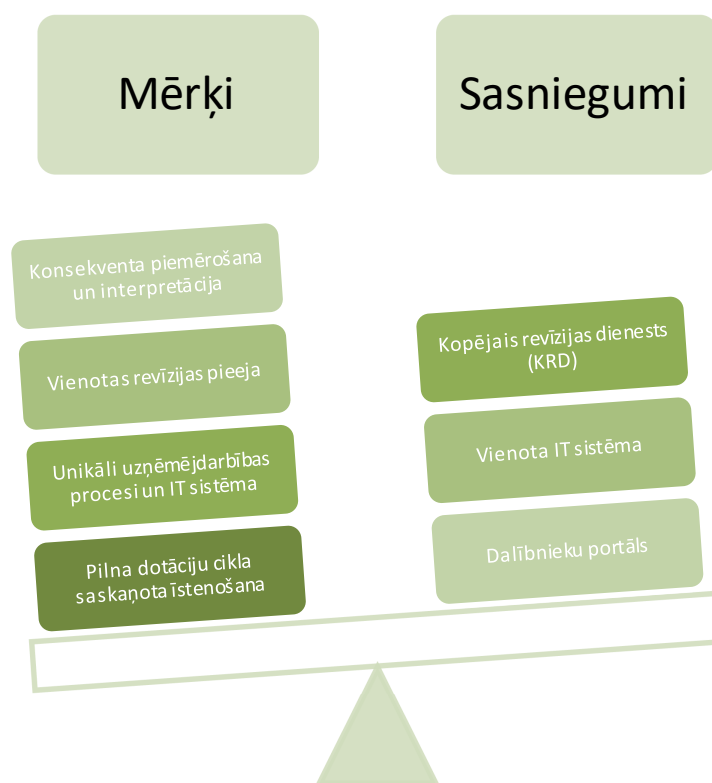 Mērķi
Sasniegumi
Konsekventa piemērošana
un interpretācija
Vienotas revīzijas pieeja
Unikāli uzņēmējdarbības
procesi un IT sistēma
Pilna dotāciju cikla
saskaņota īstenošana
Kopējais revīzijas dienests
(KRD)
Vienota IT sistēma
Dalībnieku portāls